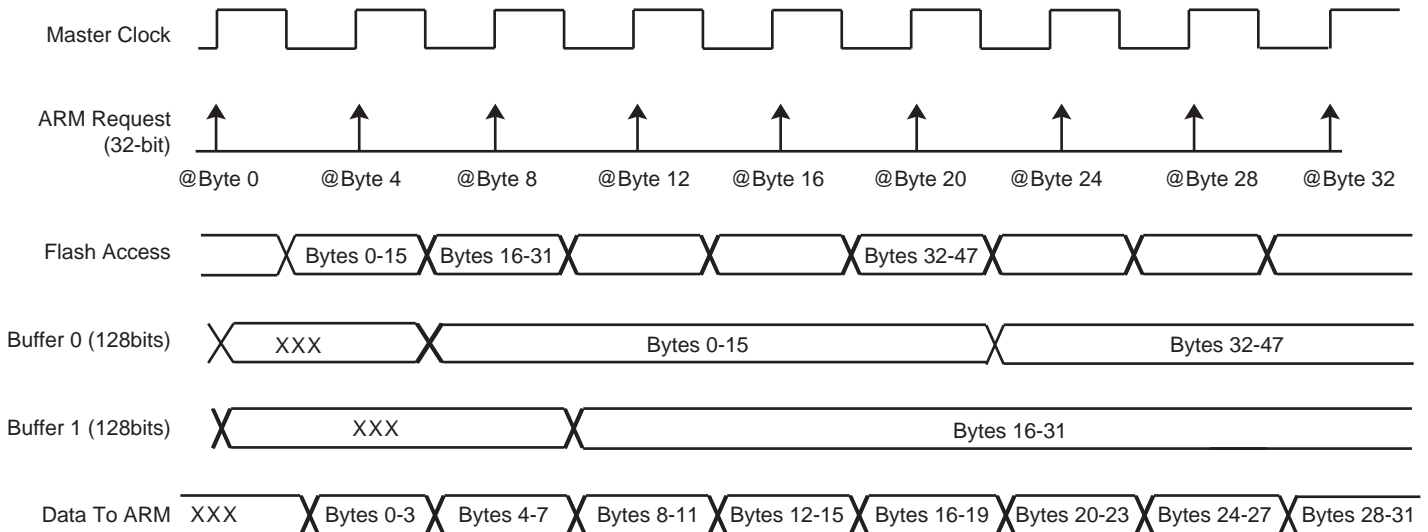 Master Clock
ARM Request
(32-bit)
@Byte 0 @Byte 4 @Byte 8 @Byte 12 @Byte 16 @Byte 20 @Byte 24 @Byte 28 @Byte 32
Flash Access Bytes 0-15 Bytes 16-31 Bytes 32-47
Buffer 0 (128bits) XXX Bytes 0-15 Bytes 32-47
Buffer 1 (128bits) XXX Bytes 16-31
Data To ARM XXX Bytes 0-3 Bytes 4-7 Bytes 8-11 Bytes 12-15 Bytes 16-19 Bytes 20-23 Bytes 24-27 Bytes 28-31